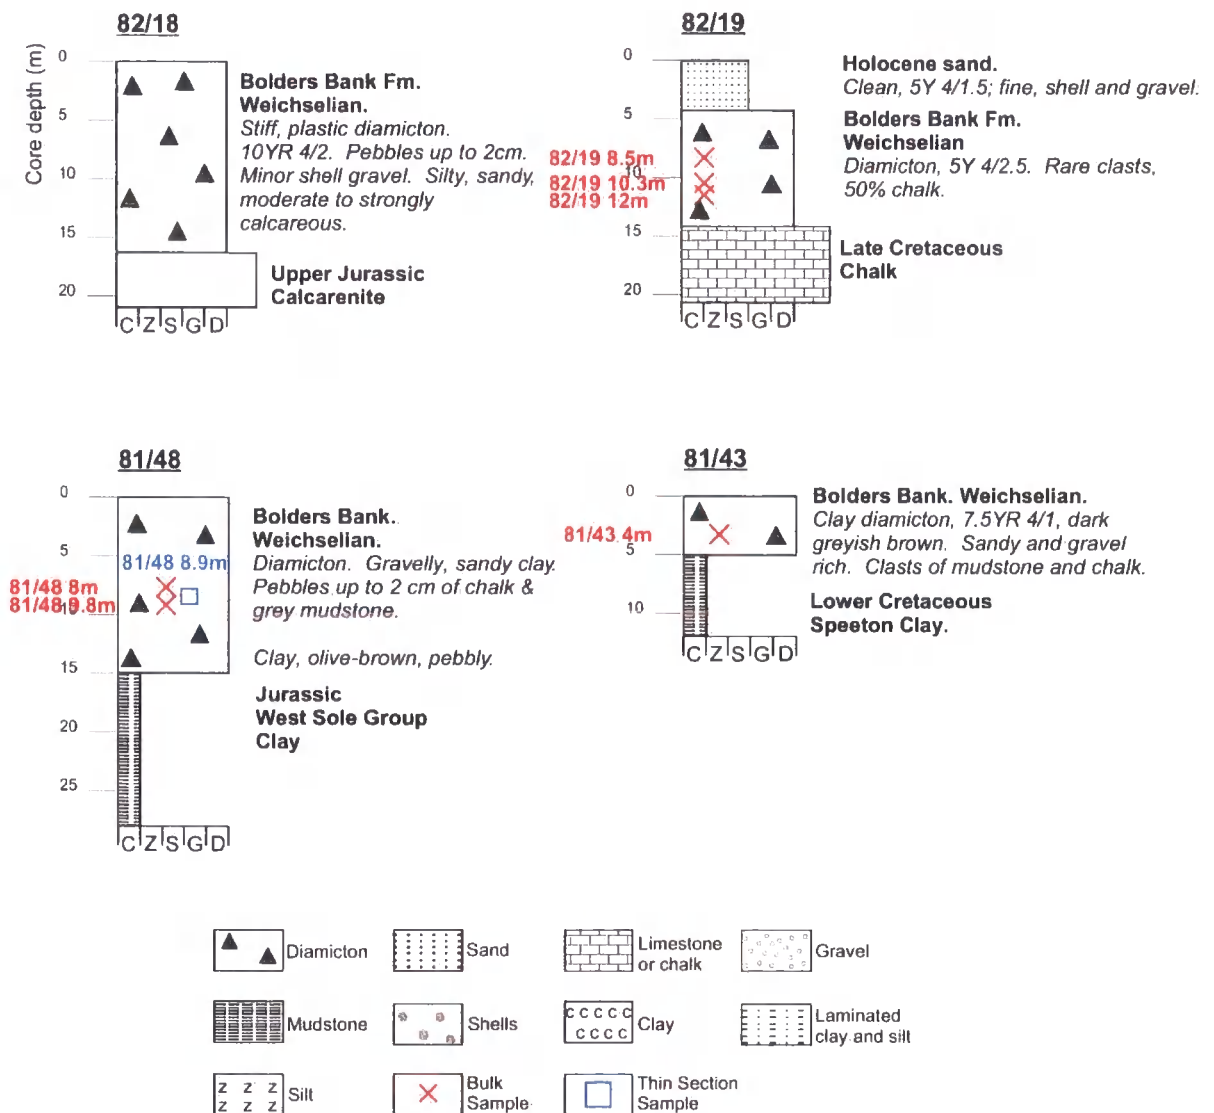 82/18
Core depth (m)
0
5
10
15
20
Bolders Bank Fm.
Weichselian.
Stiff, plastic diamicton.
10YR 4/2. Pebbles up to 2cm.
Minor shell gravel. Silty, sandy,
moderate to strongly
calcareous.
Upper Jurassic
Calcarenite
C Z S G D
82/19
0
5
10
15
20
82/19 8.5m
82/19 10.3m
82/19 12m
Holocene sand.
Clean, 5Y 4/1.5; fine, shell and gravel.
Bolders Bank Fm.
Weichselian
Diamicton, 5Y 4/2.5. Rare clasts,
50% chalk.
Late Cretaceous
Chalk
C Z S G D
81/48
0
5
10
15
20
25
81/48 8.9m
81/48 8m
81/48 9.8m
Bolders Bank.
Weichselian.
Diamicton. Gravelly, sandy clay.
Pebbles up to 2 cm of chalk &
grey mudstone.
Clay, olive-brown, pebbly.
Jurassic
West Sole Group
Clay
C Z S G D
81/43
0
5
10
81/43 4m
Bolders Bank. Weichselian.
Clay diamicton, 7.5YR 4/1, dark
greyish brown. Sandy and gravel
rich. Clasts of mudstone and chalk.
Lower Cretaceous
Speeton Clay.
C Z S G D
Diamicton
Sand
Limestone
or chalk
Gravel
Mudstone
Shells
C C C C C
C C C C
Clay
Laminated
clay and silt
Z Z Z
Z Z Z
Silt
Bulk
Sample
Thin Section
Sample